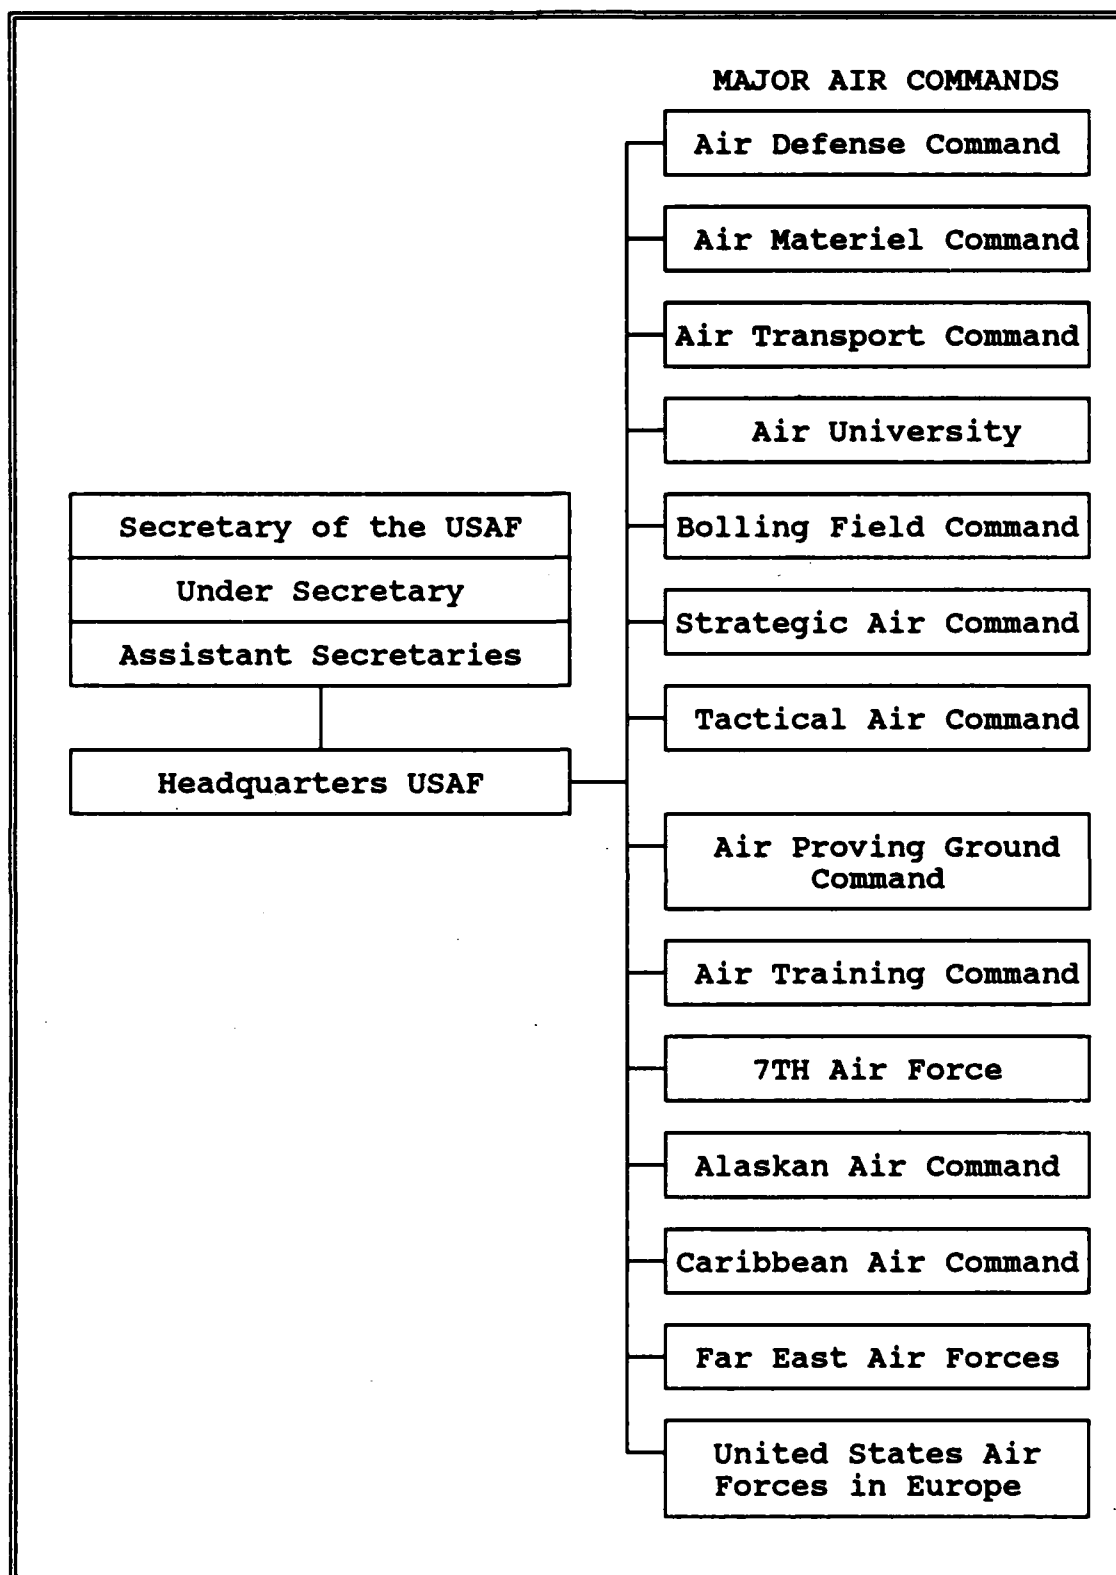 MAJOR AIR COMMANDS
Air Defense Command
Air Materiel Command
Air Transport Command
Air University
Bolling Field Command
Strategic Air Command
Tactical Air Command
Air Proving Ground
Command
Air Training Command
7TH Air Force
Alaskan Air Command
Caribbean Air Command
Far East Air Forces
United States Air
Forces in Europe
Secretary of the USAF
Under Secretary
Assistant Secretaries
Headquarters USAF